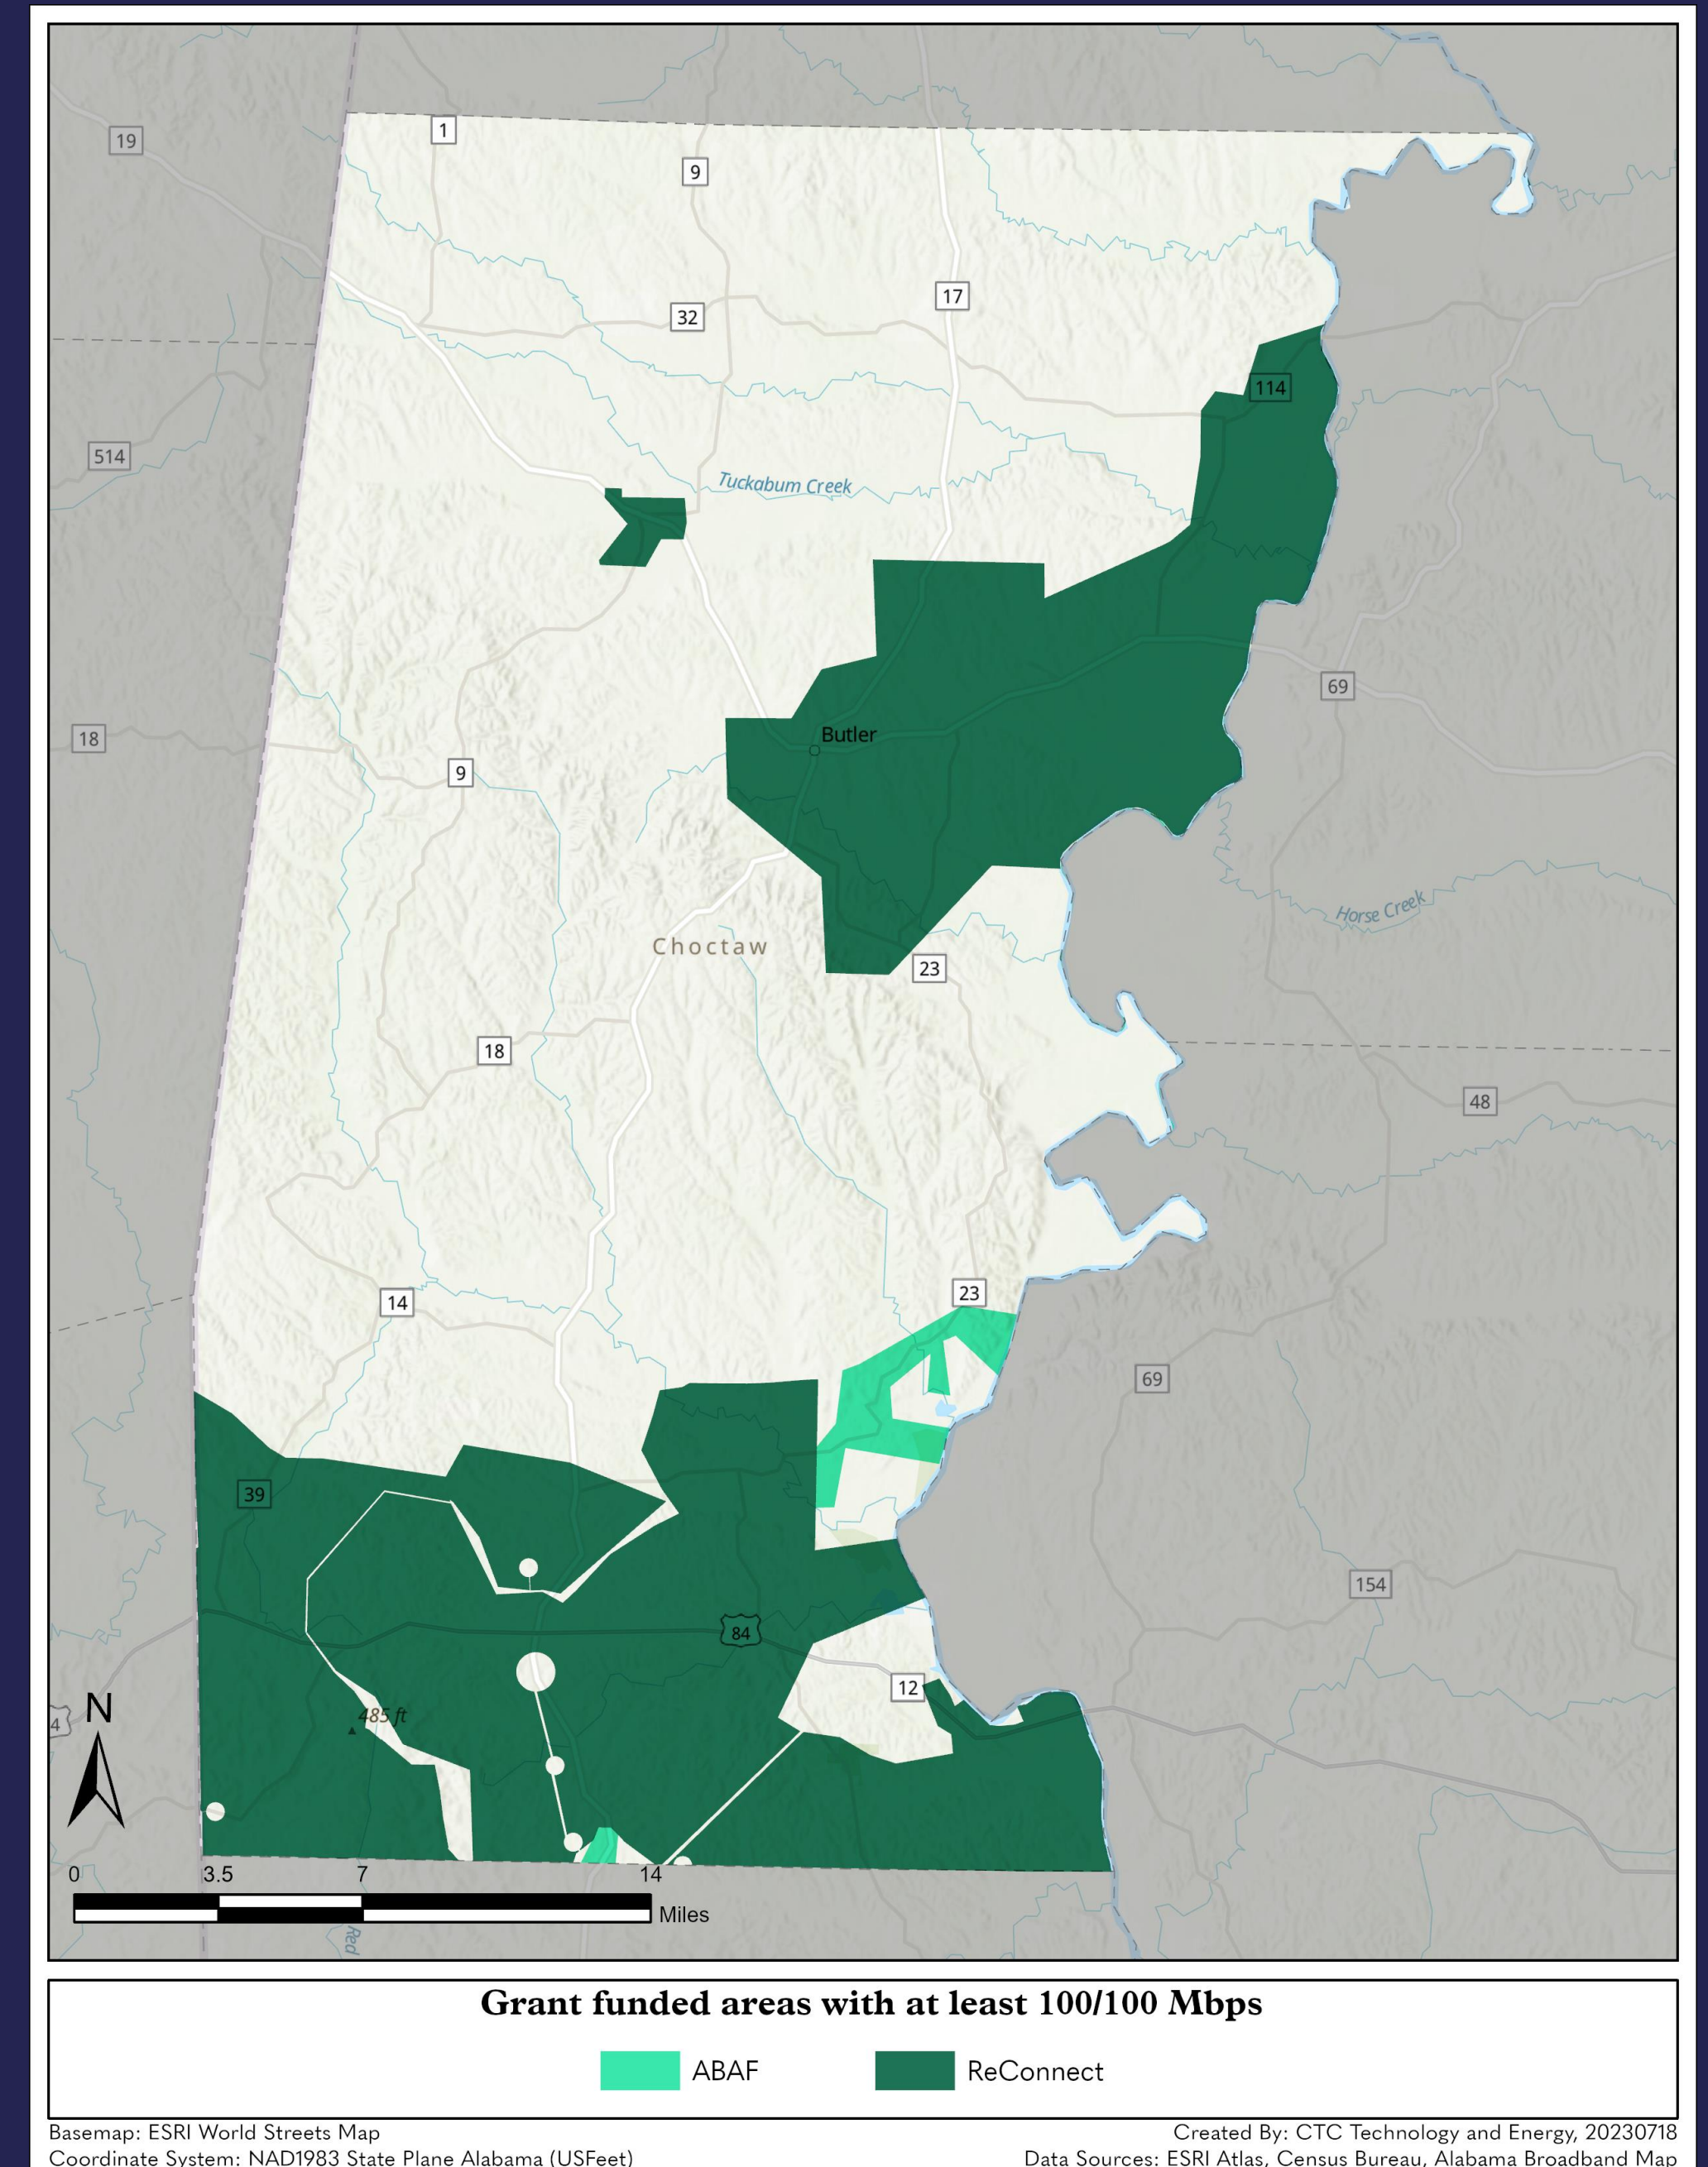 1
19
9
17
32
114
514
Tuckabum Creek
69
18
Butler
9
Horse Creek
Choctaw
23
18
48
23
14
69
39
154
84
12
N
485 ft
4
0 3.5 7 14
Miles
Red
Grant funded areas with at least 100/100 Mbps
ABAF ReConnect
Basemap: ESRI World Streets Map
Created By: CTC Technology and Energy, 20230718
Coordinate System: NAD1983 State Plane Alabama (USFeet)
Data Sources: ESRI Atlas, Census Bureau, Alabama Broadband Map